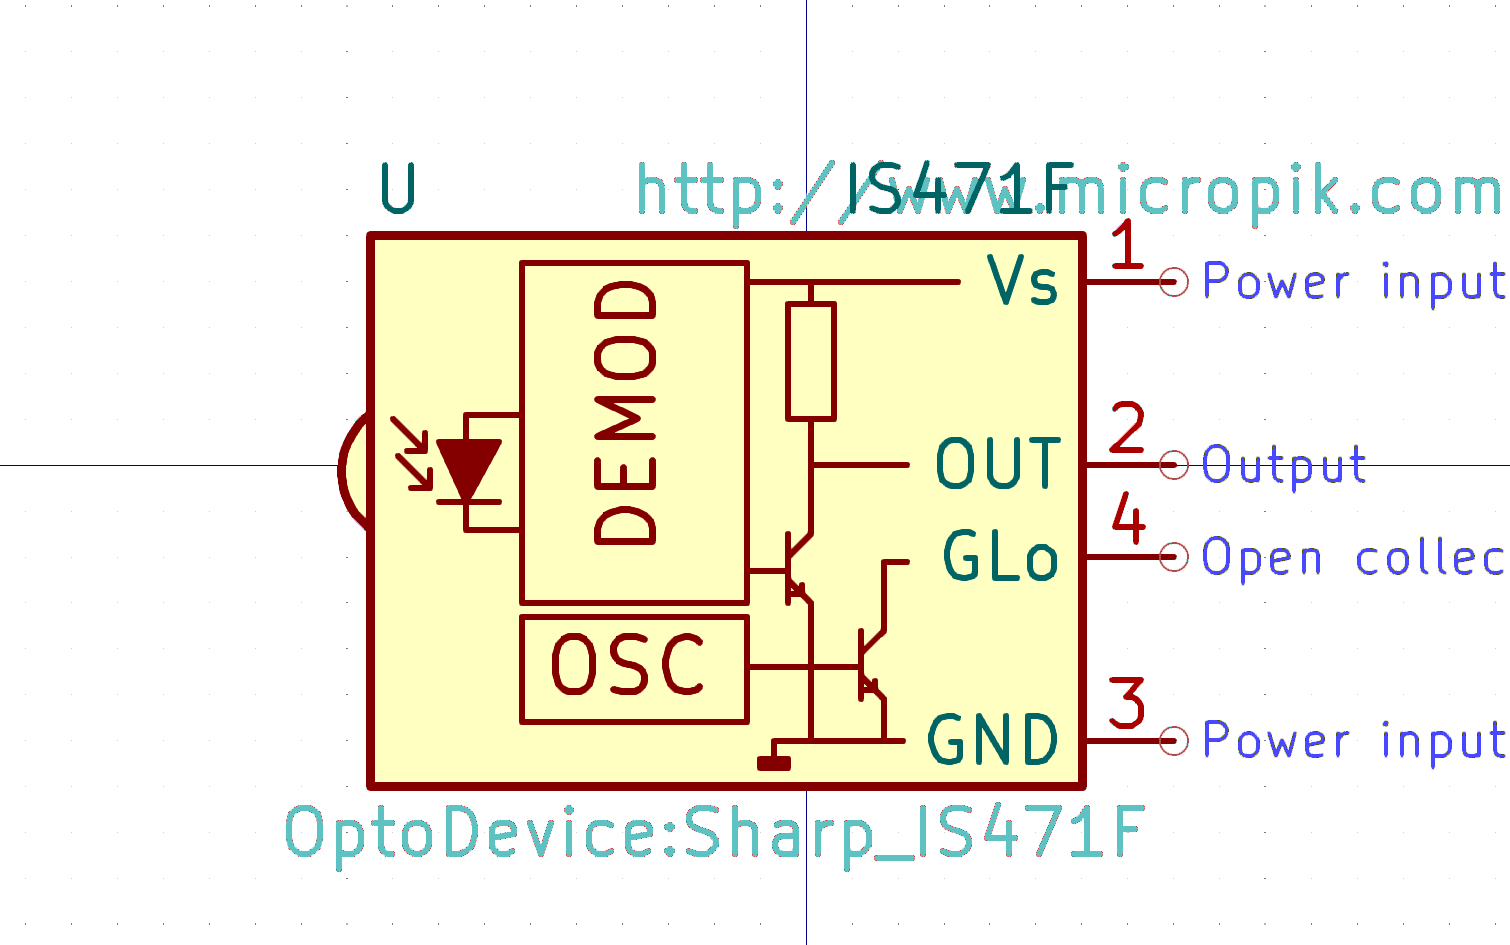 U
http://www.micropik.com
IS471F
1
Vs
Power input
DEMOD
2
OUT
Output
4
GLo
Open collec
OSC
3
GND
Power input
OptoDevice:Sharp_IS471F